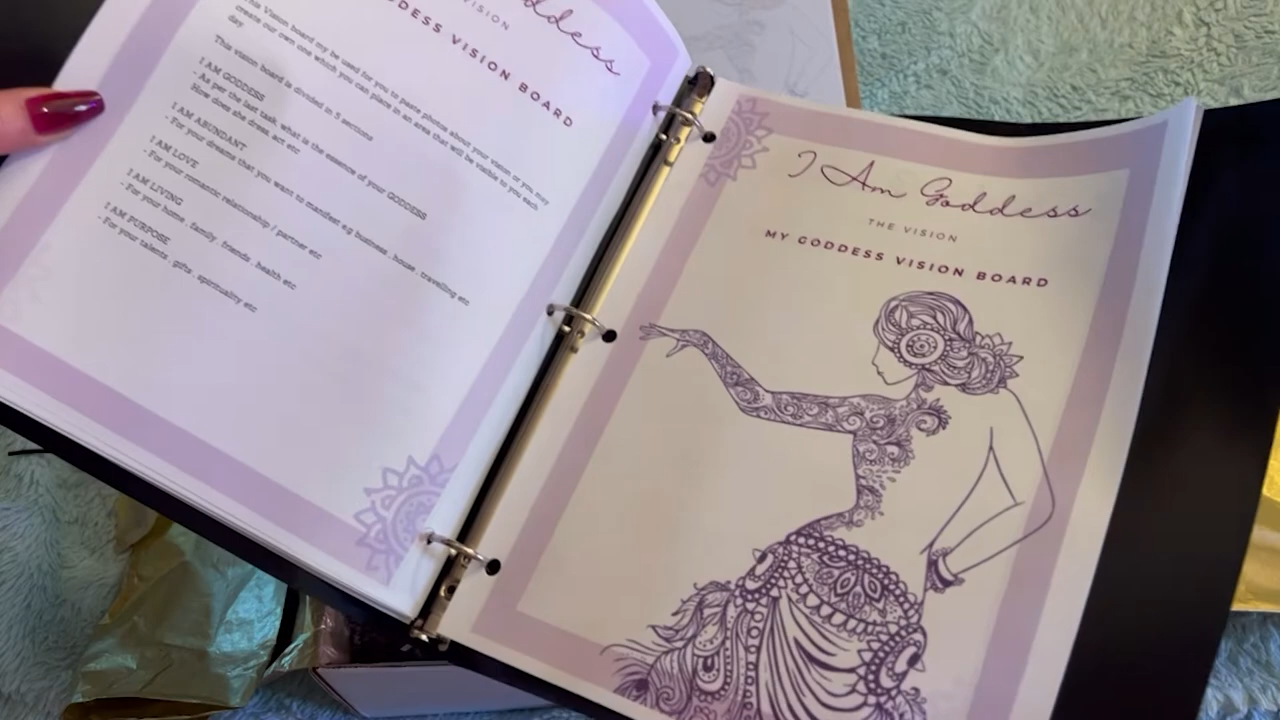 Goddess
VISION
GODDESS VISION BOARD
This Vision board my be used for you to paste photos about your vision or you may
create our own one which you can place in an area that will be visible to you each
day
This vision board is divided in 5 sections
I AM GODDESS
- As per the last task, what is the essence of your GODDESS
How does she dress, act etc
I AM ABUNDANT
- For your dreams that you want to manifest eg business , house , travelling etc
I AM LOVE
- For your romantic relationship / partner etc
I AM LIVING
- For your home , family , friends , health etc
I AM PURPOSE
- For your talents , gifts , spirituality etc
I Am Goddess
THE VISION
MY GODDESS VISION BOARD